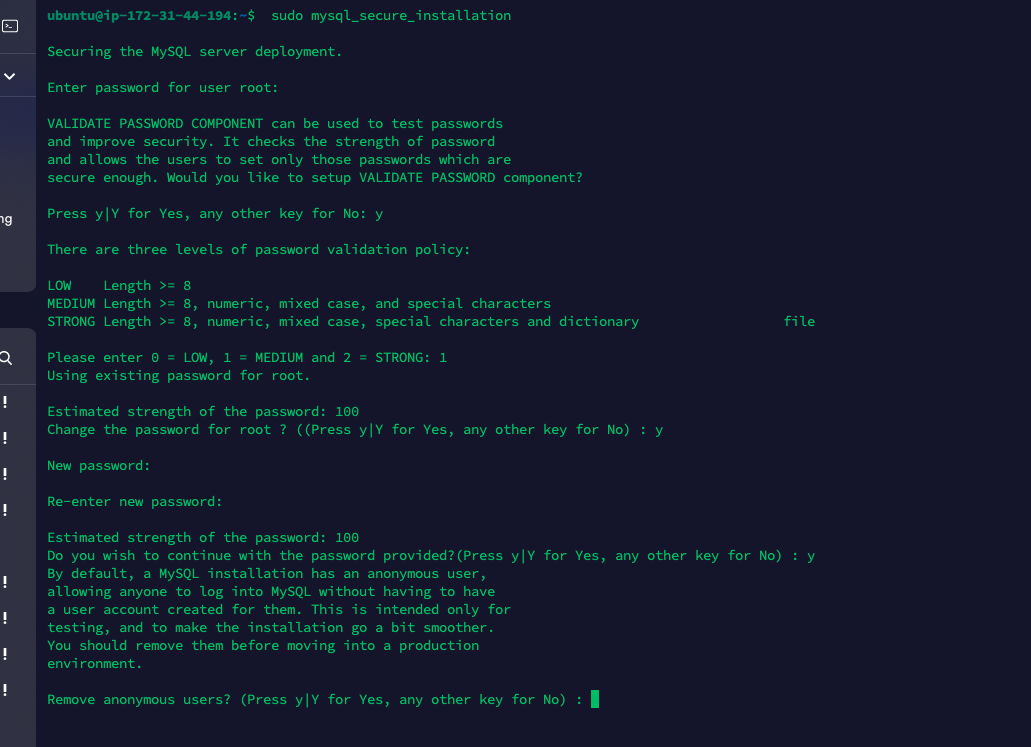 ubuntu@ip-172-31-44-194:~$  sudo mysql_secure_installation
Securing the MySQL server deployment.
Enter password for user root:
VALIDATE PASSWORD COMPONENT can be used to test passwords
and improve security. It checks the strength of password
and allows the users to set only those passwords which are
secure enough. Would you like to setup VALIDATE PASSWORD component?
Press y|Y for Yes, any other key for No: y
ng
There are three levels of password validation policy:
LOW    Length >= 8
MEDIUM Length >= 8, numeric, mixed case, and special characters
STRONG Length >= 8, numeric, mixed case, special characters and dictionary                  file
Please enter 0 = LOW, 1 = MEDIUM and 2 = STRONG: 1
Using existing password for root.
!
Estimated strength of the password: 100
Change the password for root ? ((Press y|Y for Yes, any other key for No) : y
!
New password:
!
Re-enter new password:
!
Estimated strength of the password: 100
Do you wish to continue with the password provided?(Press y|Y for Yes, any other key for No) : y
By default, a MySQL installation has an anonymous user,
!
allowing anyone to log into MySQL without having to have
a user account created for them. This is intended only for
!
testing, and to make the installation go a bit smoother.
You should remove them before moving into a production
!
environment.
!
Remove anonymous users? (Press y|Y for Yes, any other key for No) :